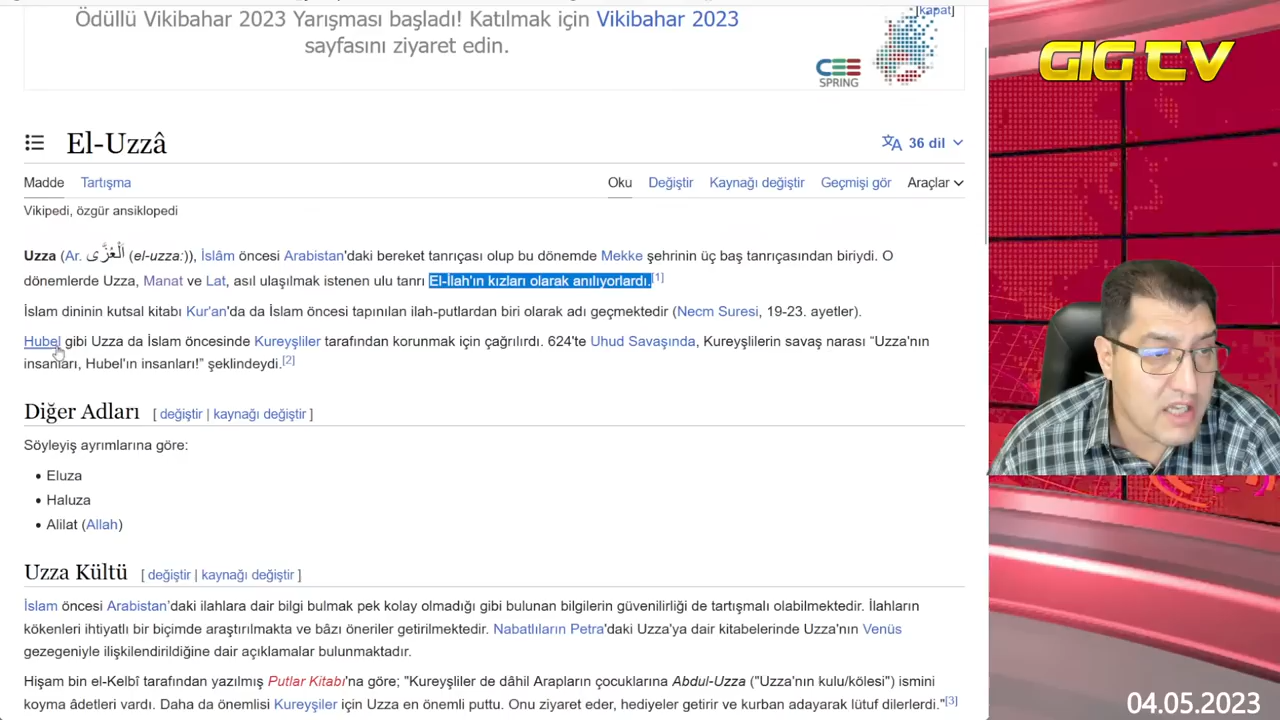 Ödüllü Vikibahar 2023 Yarışması başladı! Katılmak için Vikibahar 2023
sayfasını ziyaret edin.
[kapat]
CEE
SPRING
GIG TV
El-Uzzâ
36 dil
Madde Tartışma Oku Değiştir Kaynağı değiştir Geçmişi gör Araçlar
Vikipedi, özgür ansiklopedi
Uzza (Ar. اَلْعُزَّى (el-uzzaː)), İslâm öncesi Arabistan'daki bereket tanrıçası olup bu dönemde Mekke şehrinin üç baş tanrıçasından biriydi. O
dönemlerde Uzza, Manat ve Lat, asıl ulaşılmak istenen ulu tanrı El-İlah'ın kızları olarak anılıyorlardı.[1]
İslam dininin kutsal kitabı Kur'an'da da İslam öncesi tapınılan ilah-putlardan biri olarak adı geçmektedir (Necm Suresi, 19-23. ayetler).
Hubel gibi Uzza da İslam öncesinde Kureyşliler tarafından korunmak için çağrılırdı. 624'te Uhud Savaşında, Kureyşlilerin savaş narası “Uzza'nın
insanları, Hubel'ın insanları!” şeklindeydi.[2]
Diğer Adları [ değiştir | kaynağı değiştir ]
Söyleyiş ayrımlarına göre:
• Eluza
• Haluza
• Alilat (Allah)
Uzza Kültü [ değiştir | kaynağı değiştir ]
İslam öncesi Arabistan'daki ilahlara dair bilgi bulmak pek kolay olmadığı gibi bulunan bilgilerin güvenilirliği de tartışmalı olabilmektedir. İlahların
kökenleri ihtiyatlı bir biçimde araştırılmakta ve bâzı öneriler getirilmektedir. Nabatlıların Petra'daki Uzza'ya dair kitabelerinde Uzza'nın Venüs
gezegeniyle ilişkilendirildiğine dair açıklamalar bulunmaktadır.
Hişam bin el-Kelbî tarafından yazılmış Putlar Kitabı'na göre; "Kureyşliler de dâhil Arapların çocuklarına Abdul-Uzza ("Uzza'nın kulu/kölesi") ismini
koyma âdetleri vardı. Daha da önemlisi Kureyşiler için Uzza en önemli puttu. Onu ziyaret eder, hediyeler getirir ve kurban adayarak lütuf dilerlerdi."[3]
04.05.2023